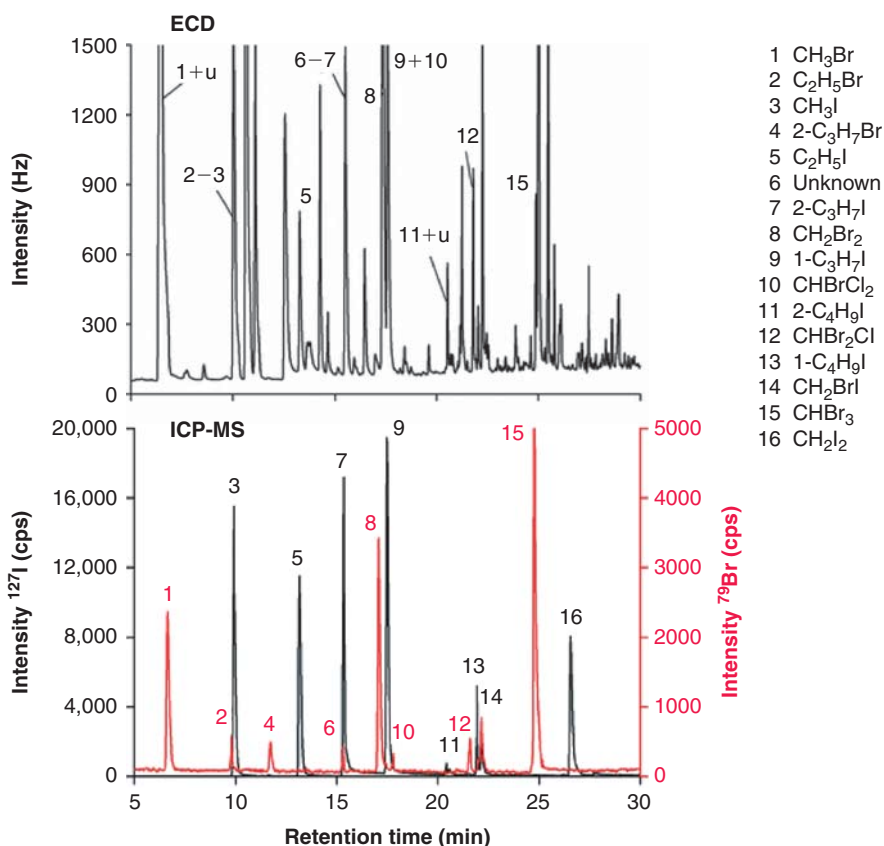 ECD
Intensity (Hz)
1500
1200
900
600
300
0
1+u
2−3
5
6−7
8
9+10
11+u
12
15
1 CH₃Br
2 C₂H₅Br
3 CH₃I
4 2-C₃H₇Br
5 C₂H₅I
6 Unknown
7 2-C₃H₇I
8 CH₂Br₂
9 1-C₃H₇I
10 CHBrCl₂
11 2-C₄H₉I
12 CHBr₂Cl
13 1-C₄H₉I
14 CH₂BrI
15 CHBr₃
16 CH₂I₂
ICP-MS
Intensity ¹²⁷I (cps)
20,000
16,000
12,000
8,000
4,000
0
1
2
3
4
5
6
7
8
9
10
11
12
13
14
15
16
5000
4000
3000
2000
1000
0
Intensity ⁷⁹Br (cps)
5 10 15 20 25 30
Retention time (min)